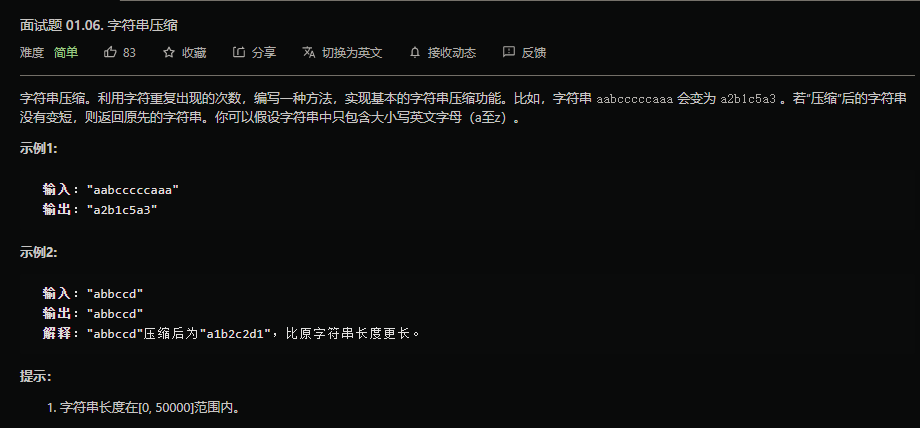 面试题 01.06. 字符串压缩
难度 简单 83 收藏 分享 切换为英文 接收动态 反馈
字符串压缩。利用字符重复出现的次数，编写一种方法，实现基本的字符串压缩功能。比如，字符串 aabcccccaaa 会变为 a2b1c5a3 。若“压缩”后的字符串
没有变短，则返回原先的字符串。你可以假设字符串中只包含大小写英文字母（a至z）。
示例1:
输入："aabcccccaaa"
输出："a2b1c5a3"
示例2:
输入："abbccd"
输出："abbccd"
解释："abbccd"压缩后为"a1b2c2d1"，比原字符串长度更长。
提示：
1. 字符串长度在[0, 50000]范围内。